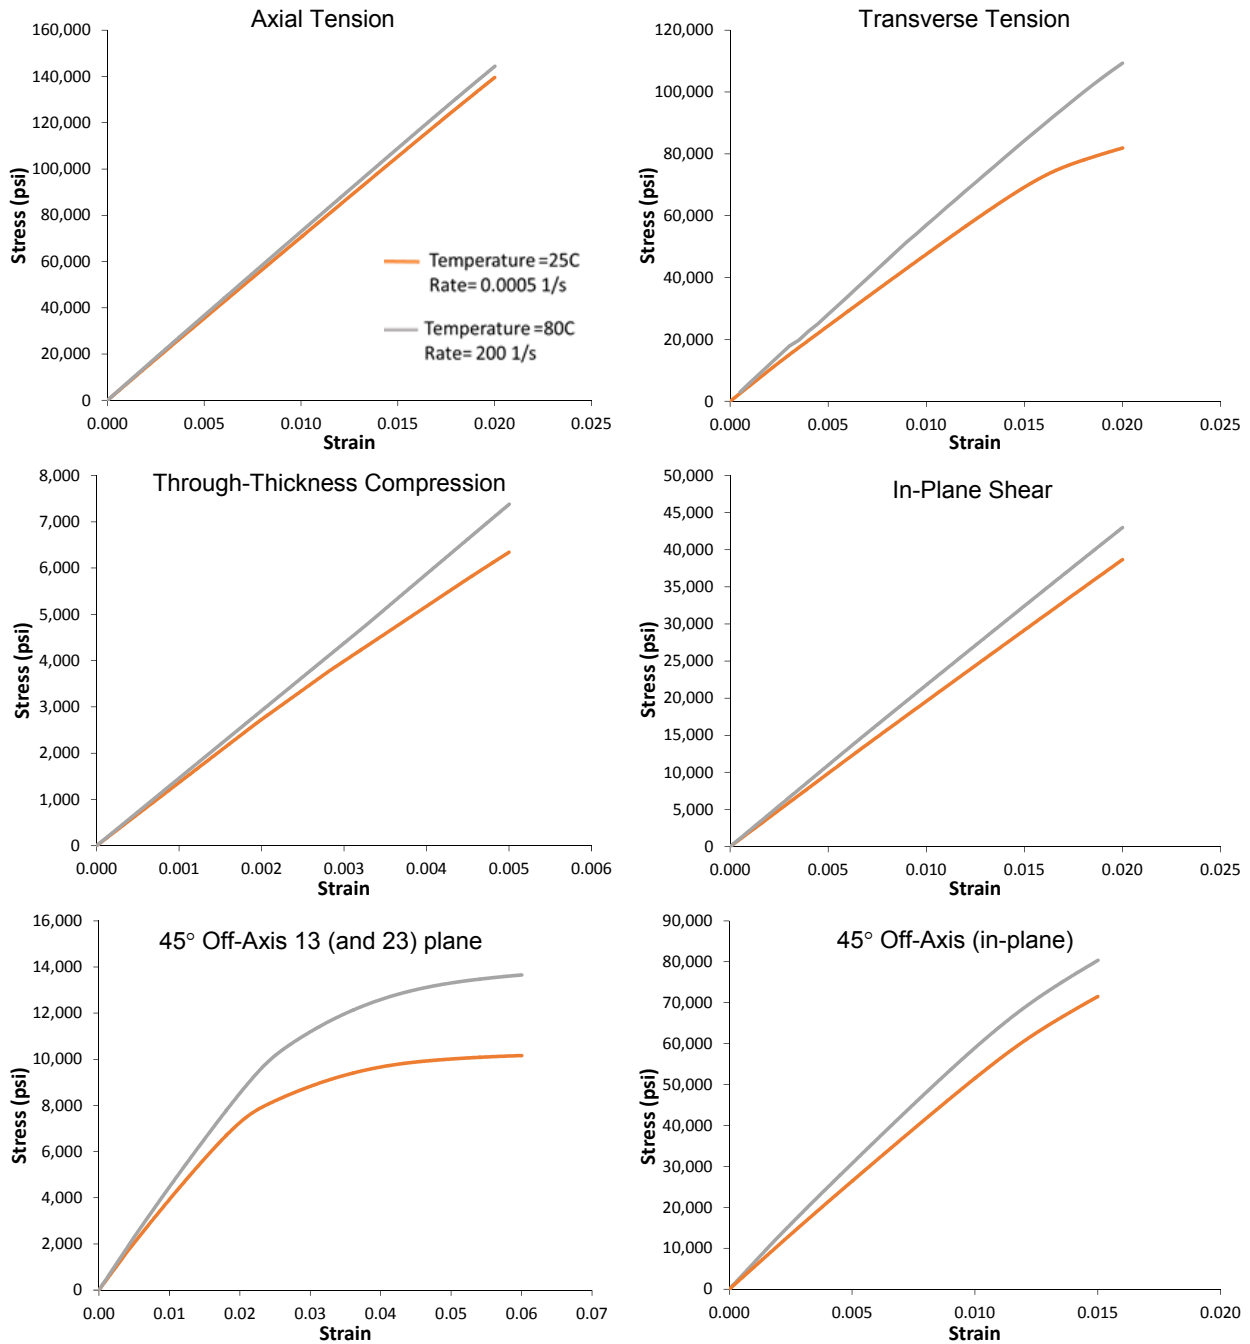 Axial Tension
160,000
140,000
120,000
100,000
80,000
60,000
40,000
20,000
0
Stress (psi)
Temperature =25C
Rate= 0.0005 1/s
Temperature =80C
Rate= 200 1/s
0.000 0.005 0.010 0.015 0.020 0.025
Strain
Transverse Tension
120,000
100,000
80,000
60,000
40,000
20,000
0
Stress (psi)
0.000 0.005 0.010 0.015 0.020 0.025
Strain
Through-Thickness Compression
8,000
7,000
6,000
5,000
4,000
3,000
2,000
1,000
0
Stress (psi)
0.000 0.001 0.002 0.003 0.004 0.005 0.006
Strain
In-Plane Shear
50,000
45,000
40,000
35,000
30,000
25,000
20,000
15,000
10,000
5,000
0
Stress (psi)
0.000 0.005 0.010 0.015 0.020 0.025
Strain
45° Off-Axis 13 (and 23) plane
16,000
14,000
12,000
10,000
8,000
6,000
4,000
2,000
0
Stress (psi)
0.00 0.01 0.02 0.03 0.04 0.05 0.06 0.07
Strain
45° Off-Axis (in-plane)
90,000
80,000
70,000
60,000
50,000
40,000
30,000
20,000
10,000
0
Stress (psi)
0.000 0.005 0.010 0.015 0.020
Strain